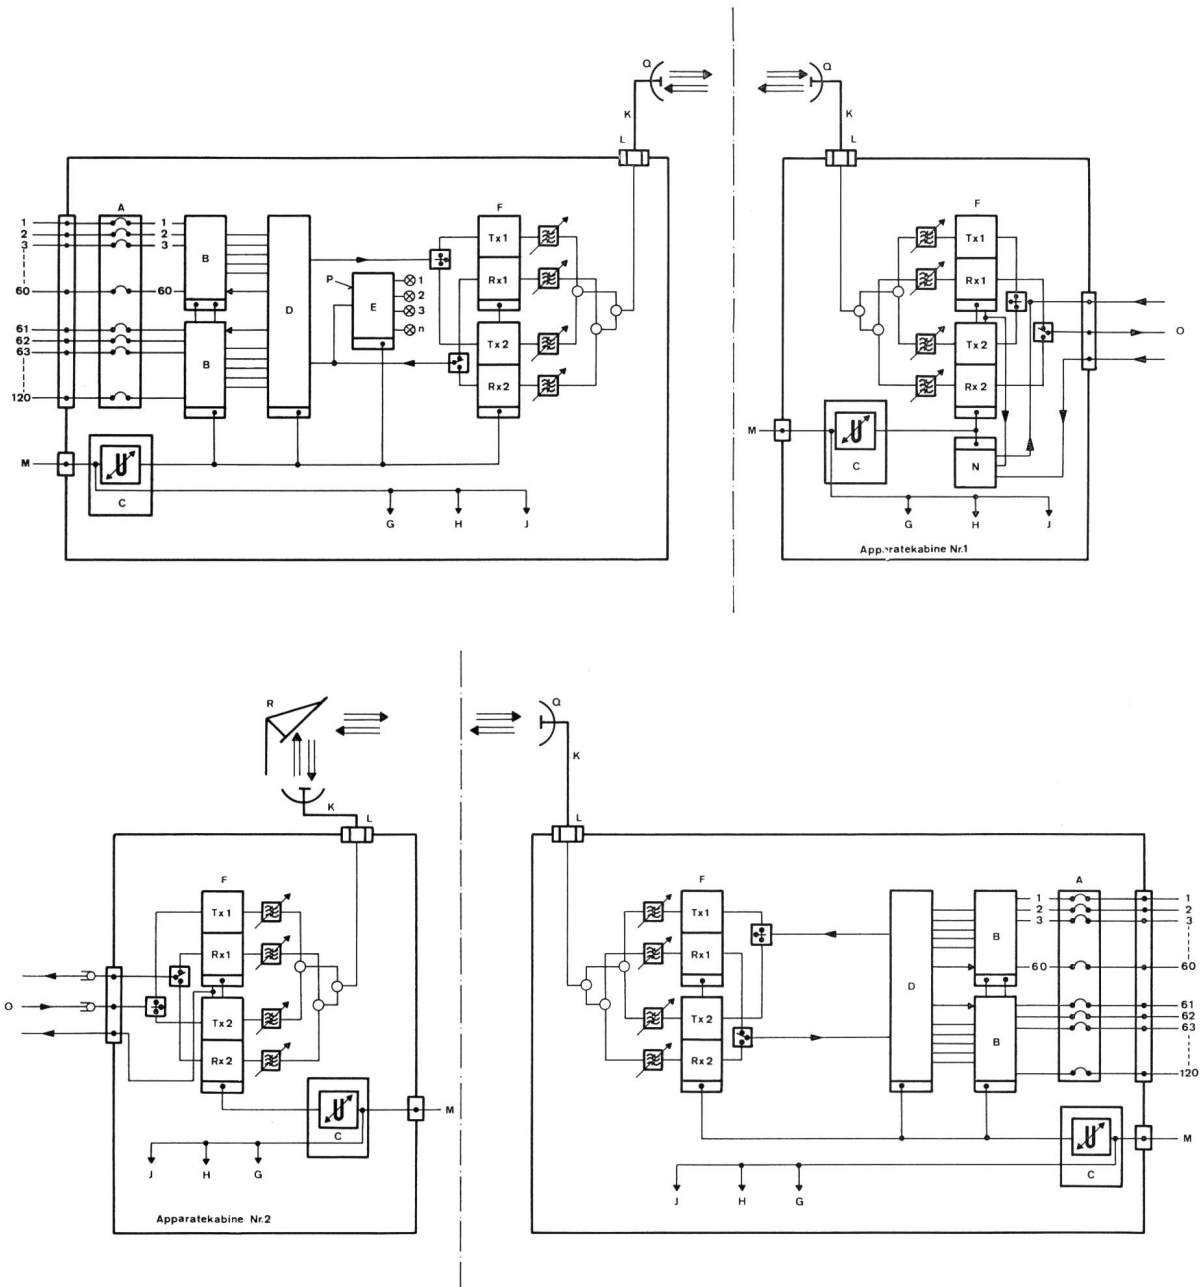 Q
Q
K
K
L
L
A
F
F
1
1
2
2
3
3
60
60
61
62
63
120
B
B
D
P
E
1
2
3
n
Tx1
Rx1
Tx2
Rx2
Tx1
Rx1
Tx2
Rx2
O
M
U
C
G
H
J
M
U
C
N
G
H
J
Apparatekabine Nr.1
R
Q
K
K
L
L
F
F
A
Tx1
Rx1
Tx2
Rx2
O
Tx1
Rx1
Tx2
Rx2
D
B
B
1
2
3
60
1
2
3
60
61
62
63
120
U
C
M
J
H
G
Apparatekabine Nr.2
U
C
M
J
H
G